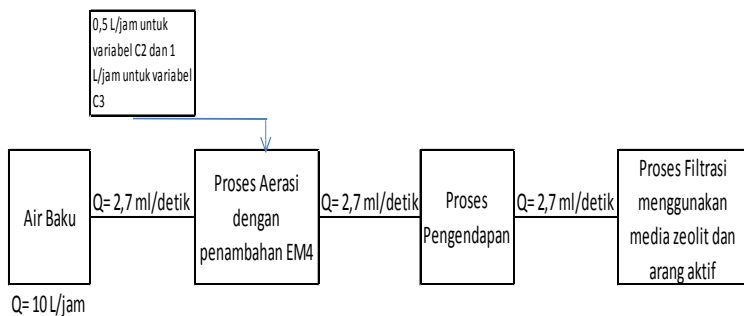 0,5 L/jam untuk
variabel C2 dan 1
L/jam untuk variabel
C3
Air Baku
Q= 10 L/jam
Q= 2,7 ml/detik
Proses Aerasi
dengan
penambahan EM4
Q= 2,7 ml/detik
Proses
Pengendapan
Q= 2,7 ml/detik
Proses Filtrasi
menggunakan
media zeolit dan
arang aktif